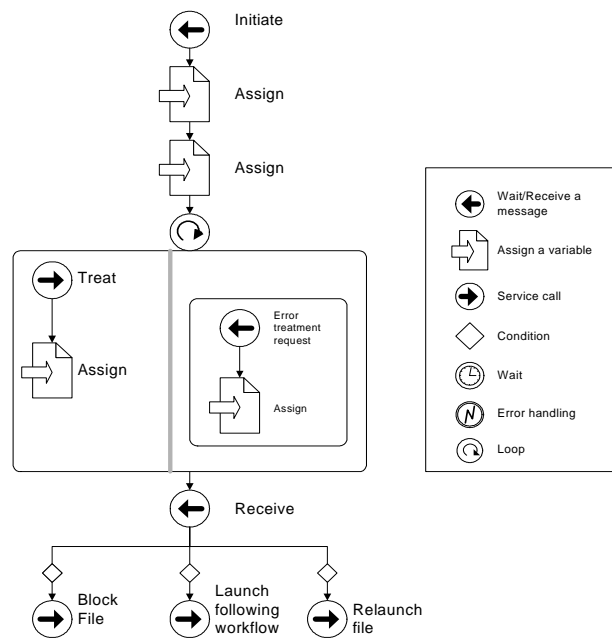 Initiate
Assign
Assign
Treat
Assign
Error
treatment
request
Assign
Receive
Block
File
Launch
following
workflow
Relaunch
file
Wait/Receive a
message
Assign a variable
Service call
Condition
Wait
Error handling
Loop